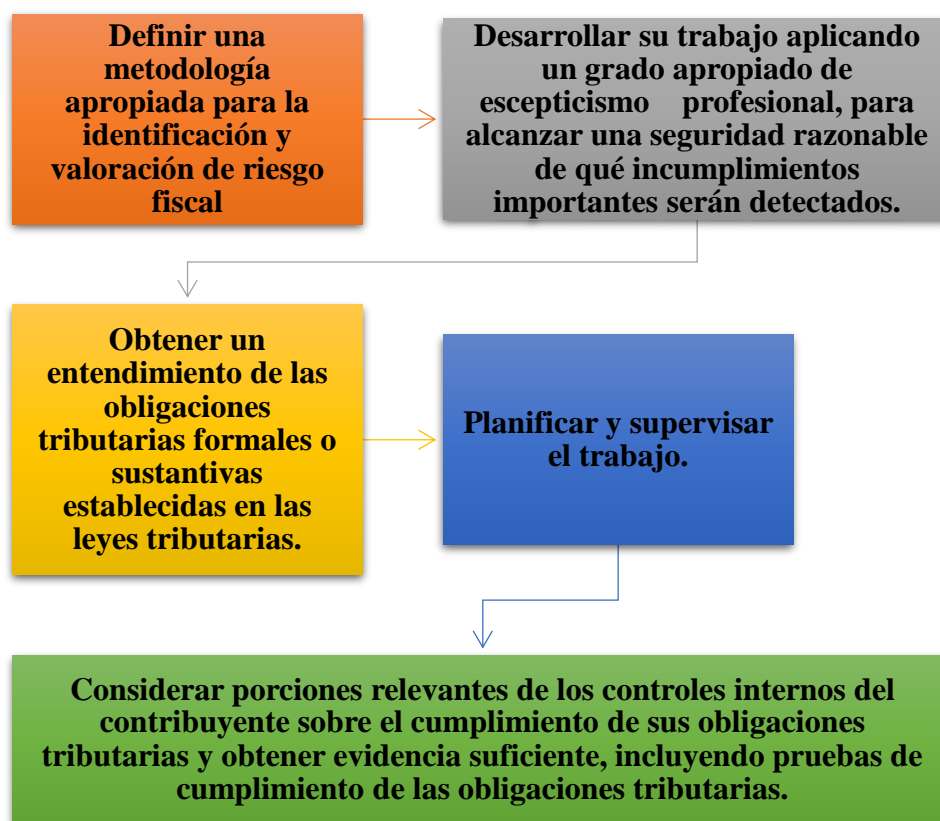 Definir una
metodología
apropiada para la
identificación y
valoración de riesgo
fiscal
Desarrollar su trabajo aplicando
un grado apropiado de
escepticismo profesional, para
alcanzar una seguridad razonable
de qué incumplimientos
importantes serán detectados.
Obtener un
entendimiento de las
obligaciones
tributarias formales o
sustantivas
establecidas en las
leyes tributarias.
Planificar y supervisar
el trabajo.
Considerar porciones relevantes de los controles internos del
contribuyente sobre el cumplimiento de sus obligaciones
tributarias y obtener evidencia suficiente, incluyendo pruebas de
cumplimiento de las obligaciones tributarias.